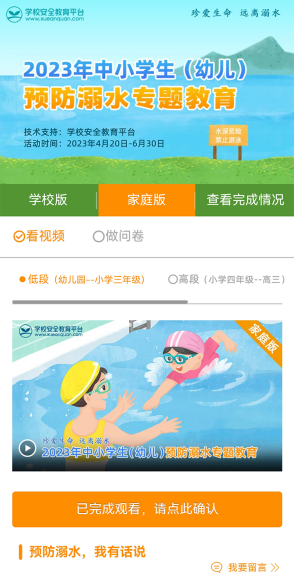 学校安全教育平台
www.xueanquan.com
珍爱生命 远离溺水
2023年中小学生（幼儿）
预防溺水专题教育
技术支持：学校安全教育平台
活动时间：2023年4月20日-6月30日
水深危险
禁止游泳
学校版
家庭版
查看完成情况
看视频
做问卷
低段（幼儿园--小学三年级）
高段（小学四年级--高三）
学校安全教育平台
www.xueanquan.com
家庭版
珍爱生命 远离溺水
2023年中小学生(幼儿)预防溺水专题教育
已完成观看，请点此确认
预防溺水，我有话说
我要留言